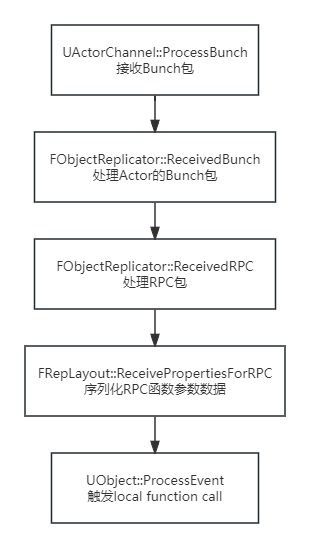 UActorChannel::ProcessBunch
接收Bunch包
FObjectReplicator::ReceivedBunch
处理Actor的Bunch包
FObjectReplicator::ReceivedRPC
处理RPC包
FRepLayout::ReceivePropertiesForRPC
序列化RPC函数参数数据
UObject::ProcessEvent
触发local function call